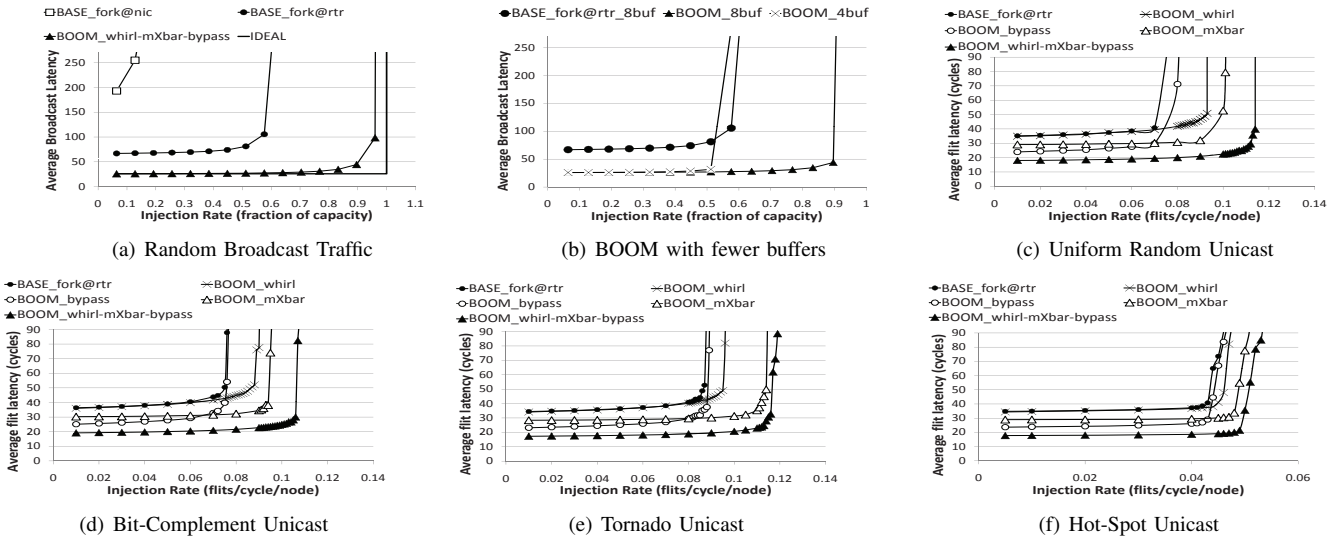 BASE_fork@nic BASE_fork@rtr
BOOM_whirl-mXbar-bypass IDEAL
Average Broadcast Latency
250
200
150
100
50
0
0 0.1 0.2 0.3 0.4 0.5 0.6 0.7 0.8 0.9 1 1.1
Injection Rate (fraction of capacity)
(a) Random Broadcast Traffic
BASE_fork@rtr_8buf BOOM_8buf BOOM_4buf
Average Broadcast Latency
250
200
150
100
50
0
0 0.1 0.2 0.3 0.4 0.5 0.6 0.7 0.8 0.9 1
Injection Rate (fraction of capacity)
(b) BOOM with fewer buffers
BASE_fork@rtr BOOM_whirl
BOOM_bypass BOOM_mXbar
BOOM_whirl-mXbar-bypass
Average flit latency (cycles)
90
80
70
60
50
40
30
20
10
0
0 0.02 0.04 0.06 0.08 0.1 0.12 0.14
Injection Rate (flits/cycle/node)
(c) Uniform Random Unicast
BASE_fork@rtr BOOM_whirl
BOOM_bypass BOOM_mXbar
BOOM_whirl-mXbar-bypass
Average flit latency (cycles)
90
80
70
60
50
40
30
20
10
0
0 0.02 0.04 0.06 0.08 0.1 0.12 0.14
Injection Rate (flits/cycle/node)
(d) Bit-Complement Unicast
BASE_fork@rtr BOOM_whirl
BOOM_bypass BOOM_mXbar
BOOM_whirl-mXbar-bypass
Average flit latency (cycles)
90
80
70
60
50
40
30
20
10
0
0 0.02 0.04 0.06 0.08 0.1 0.12 0.14
Injection Rate (flits/cycle/node)
(e) Tornado Unicast
BASE_fork@rtr BOOM_whirl
BOOM_bypass BOOM_mXbar
BOOM_whirl-mXbar-bypass
Average flit latency (cycles)
90
80
70
60
50
40
30
20
10
0
0 0.02 0.04 0.06
Injection Rate (flits/cycle/node)
(f) Hot-Spot Unicast